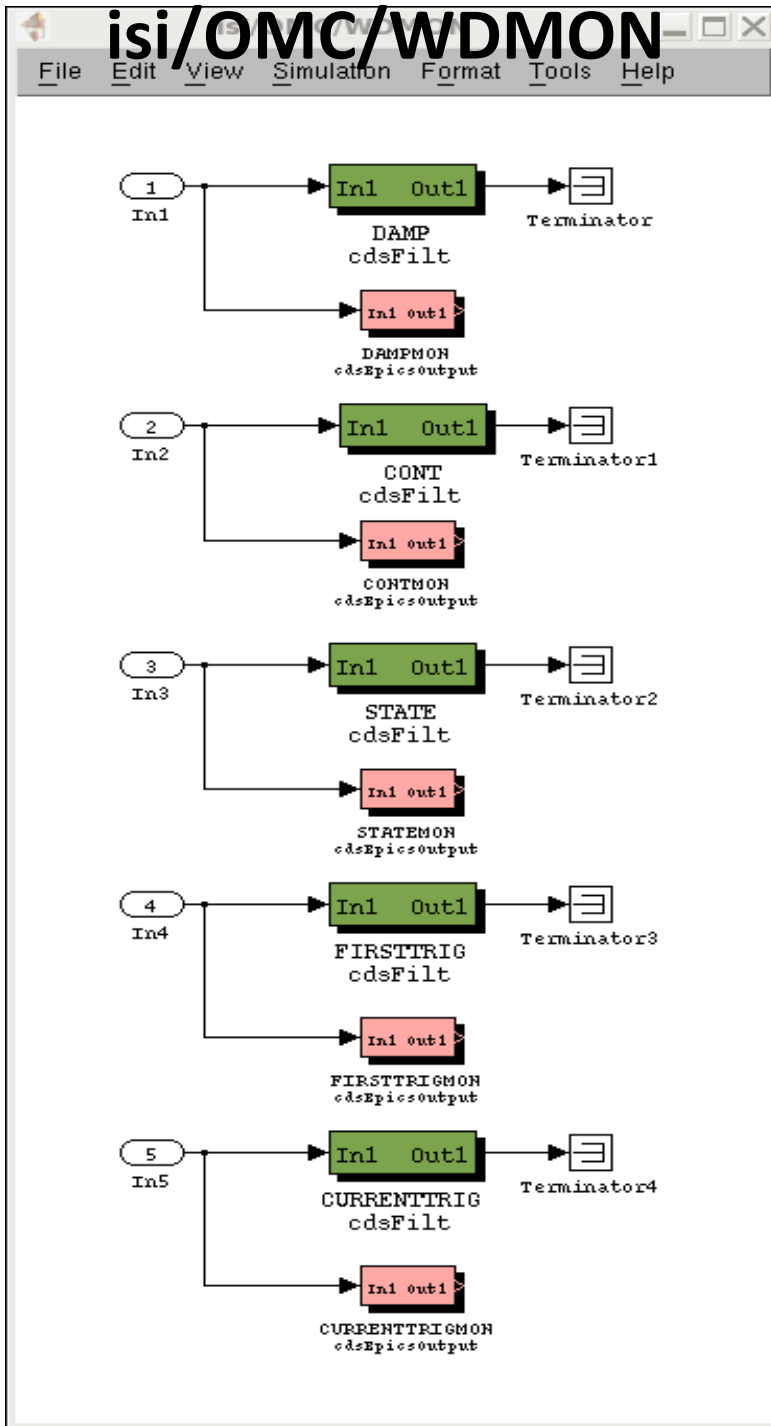 isi/OMC/WDMON
File Edit View Simulation Format Tools Help
1
In1
In1 Out1
DAMP
cdsFilt
Terminator
In1 Out1
DAMPMON
cdsEpicsOutput
2
In2
In1 Out1
CONT
cdsFilt
Terminator1
In1 Out1
CONTMON
cdsEpicsOutput
3
In3
In1 Out1
STATE
cdsFilt
Terminator2
In1 Out1
STATEMON
cdsEpicsOutput
4
In4
In1 Out1
FIRSTTRIG
cdsFilt
Terminator3
In1 Out1
FIRSTTRIGMON
cdsEpicsOutput
5
In5
In1 Out1
CURRENTTRIG
cdsFilt
Terminator4
In1 Out1
CURRENTTRIGMON
cdsEpicsOutput